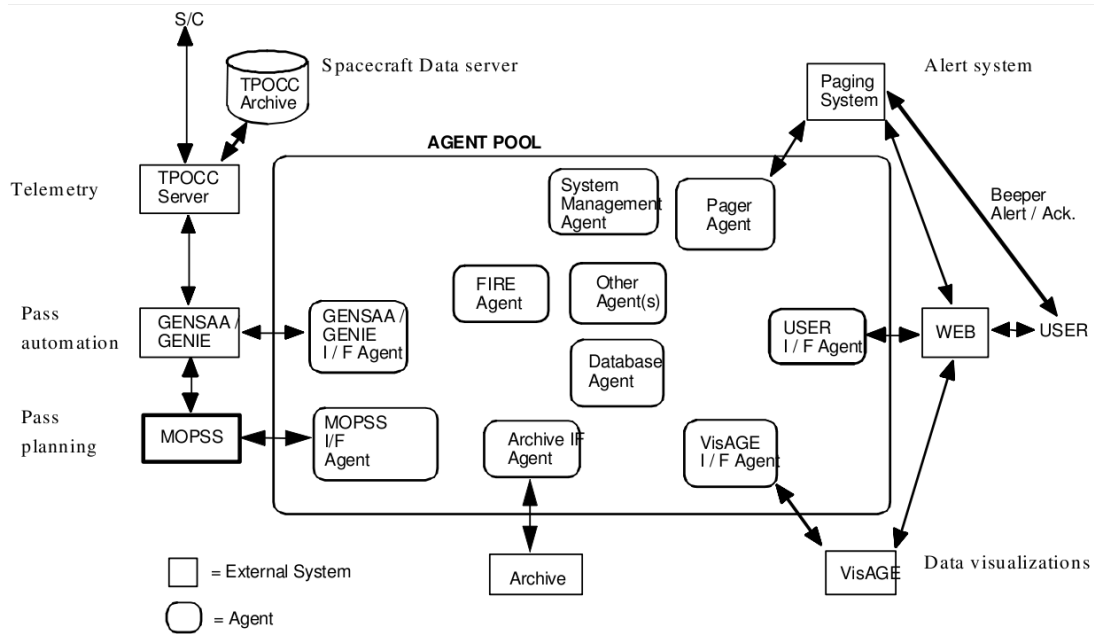 S/C
TPOCC
Archive
Spacecraft Data server
Paging
System
Alert system
AGENT POOL
Telemetry
TPOCC
Server
System
Management
Agent
Pager
Agent
Beeper
Alert / Ack.
FIRE
Agent
Other
Agent(s)
Pass
automation
GENSAA /
GENIE
GENSAA /
GENIE
I / F Agent
USER
I / F Agent
WEB
USER
Database
Agent
Pass
planning
MOPSS
MOPSS
I/F
Agent
Archive IF
Agent
VisAGE
I / F Agent
= External System
Archive
VisAGE
Data visualizations
= Agent